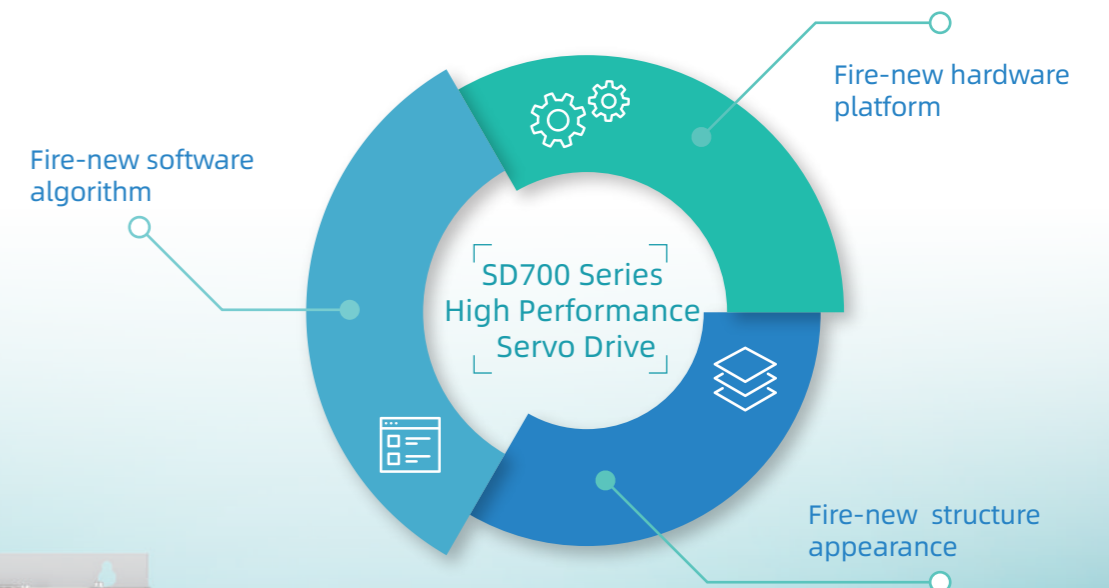 Fire-new hardware
platform
Fire-new software
algorithm
SD700 Series
High Performance
Servo Drive
Fire-new structure
appearance